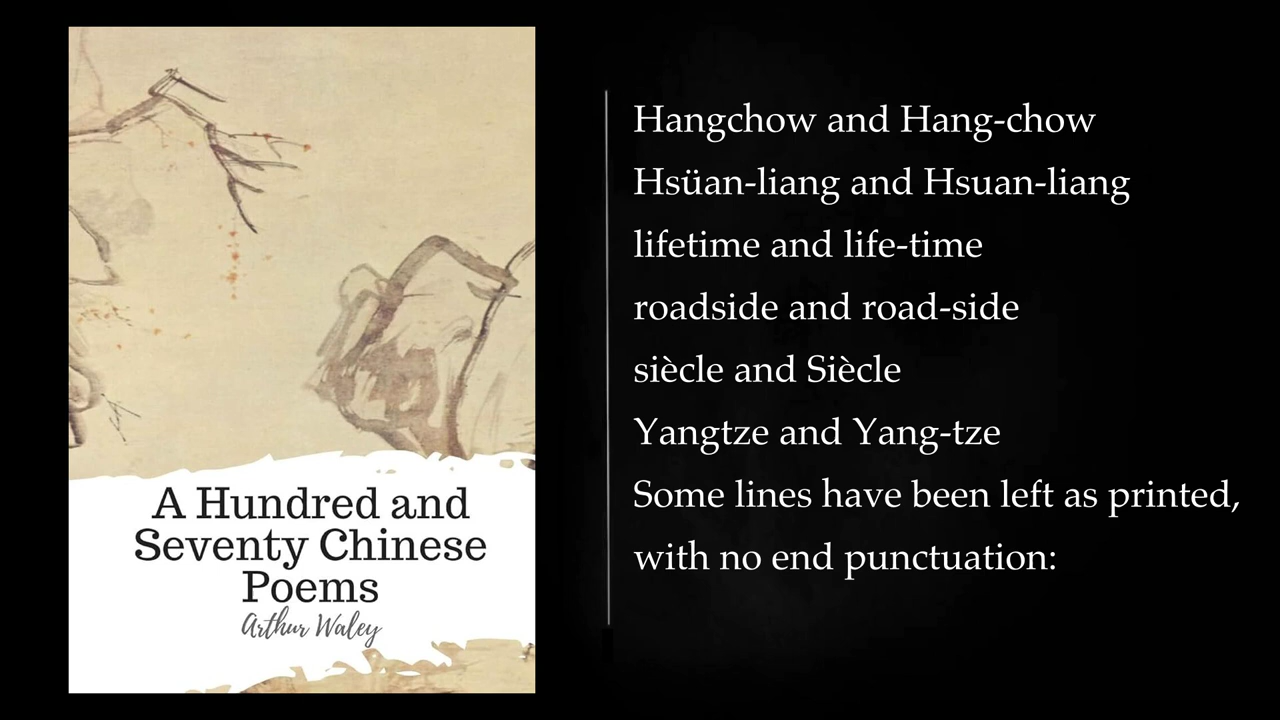 A Hundred and
Seventy Chinese
Poems
Arthur Waley
Hangchow and Hang-chow
Hsüan-liang and Hsuan-liang
lifetime and life-time
roadside and road-side
siècle and Siècle
Yangtze and Yang-tze
Some lines have been left as printed,
with no end punctuation: